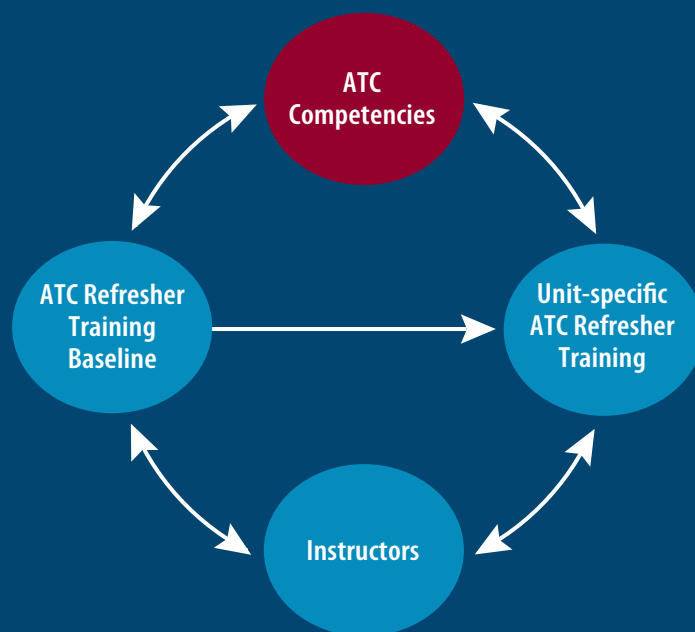 ATC
Competencies
ATC Refresher
Training
Baseline
Unit-specific
ATC Refresher
Training
Instructors